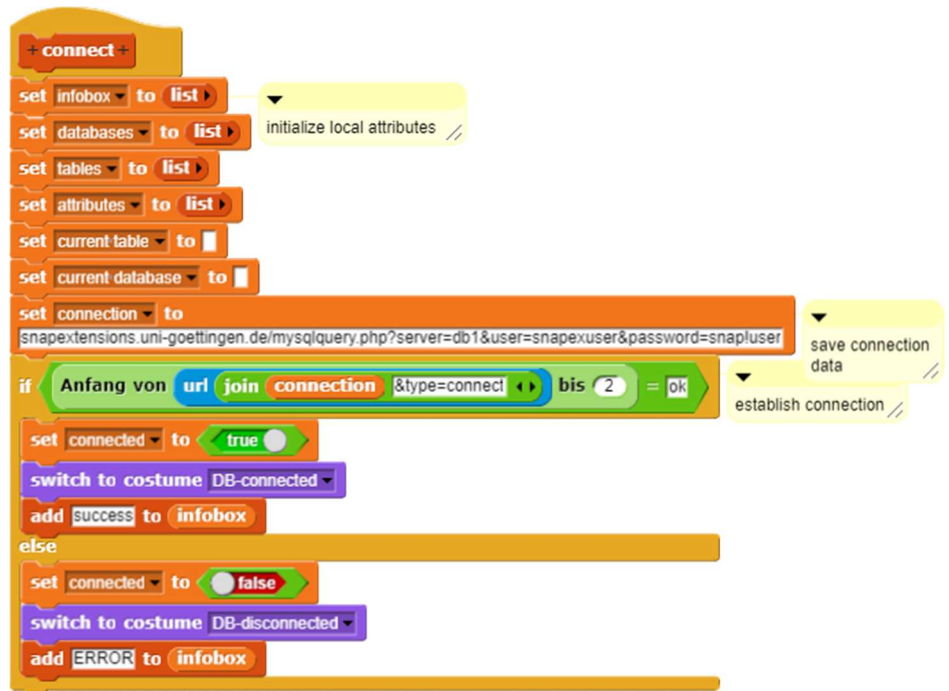 + connect +
set infobox to list
initialize local attributes
set databases to list
set tables to list
set attributes to list
set current table to
set current database to
set connection to
snapextensions.uni-goettingen.de/mysqlquery.php?server=db1&user=snapexuser&password=snap!user
save connection
data
if Anfang von url join connection &type=connect bis 2 = ok
establish connection
set connected to true
switch to costume DB-connected
add success to infobox
else
set connected to false
switch to costume DB-disconnected
add ERROR to infobox